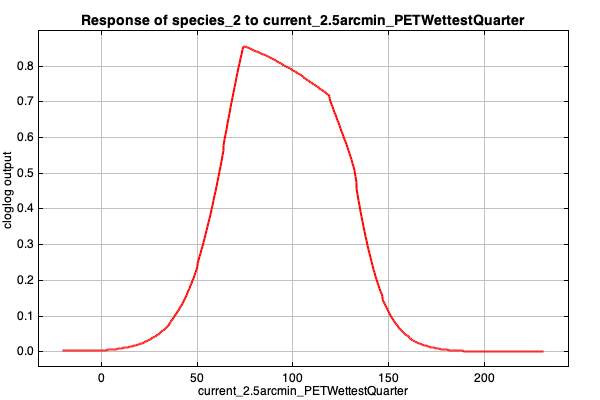 Response of species_2 to current_2.5arcmin_PETWettestQuarter
cloglog output
0.8
0.7
0.6
0.5
0.4
0.3
0.2
0.1
0.0
0 50 100 150 200
current_2.5arcmin_PETWettestQuarter